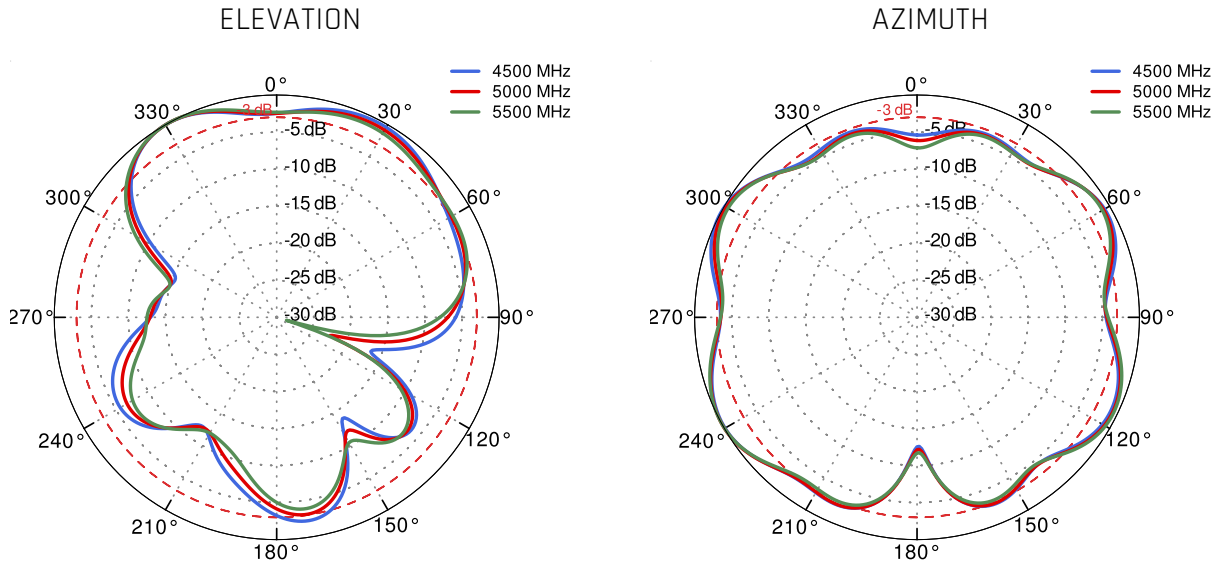 ELEVATION
4500 MHz
5000 MHz
5500 MHz
0°
330°
30°
3 dB
-5 dB
-10 dB
300°
60°
-15 dB
-20 dB
-25 dB
270°
-30 dB
90°
240°
120°
210°
150°
180°
AZIMUTH
4500 MHz
5000 MHz
5500 MHz
0°
330°
30°
-3 dB
-5 dB
-10 dB
300°
60°
-15 dB
-20 dB
-25 dB
270°
-30 dB
90°
240°
120°
210°
150°
180°